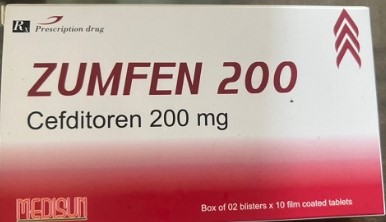 Rx Prescription drug
ZUMFEN 200
Cefditoren 200 mg
MEDISUN
Box of 02 blisters x 10 film coated tablets